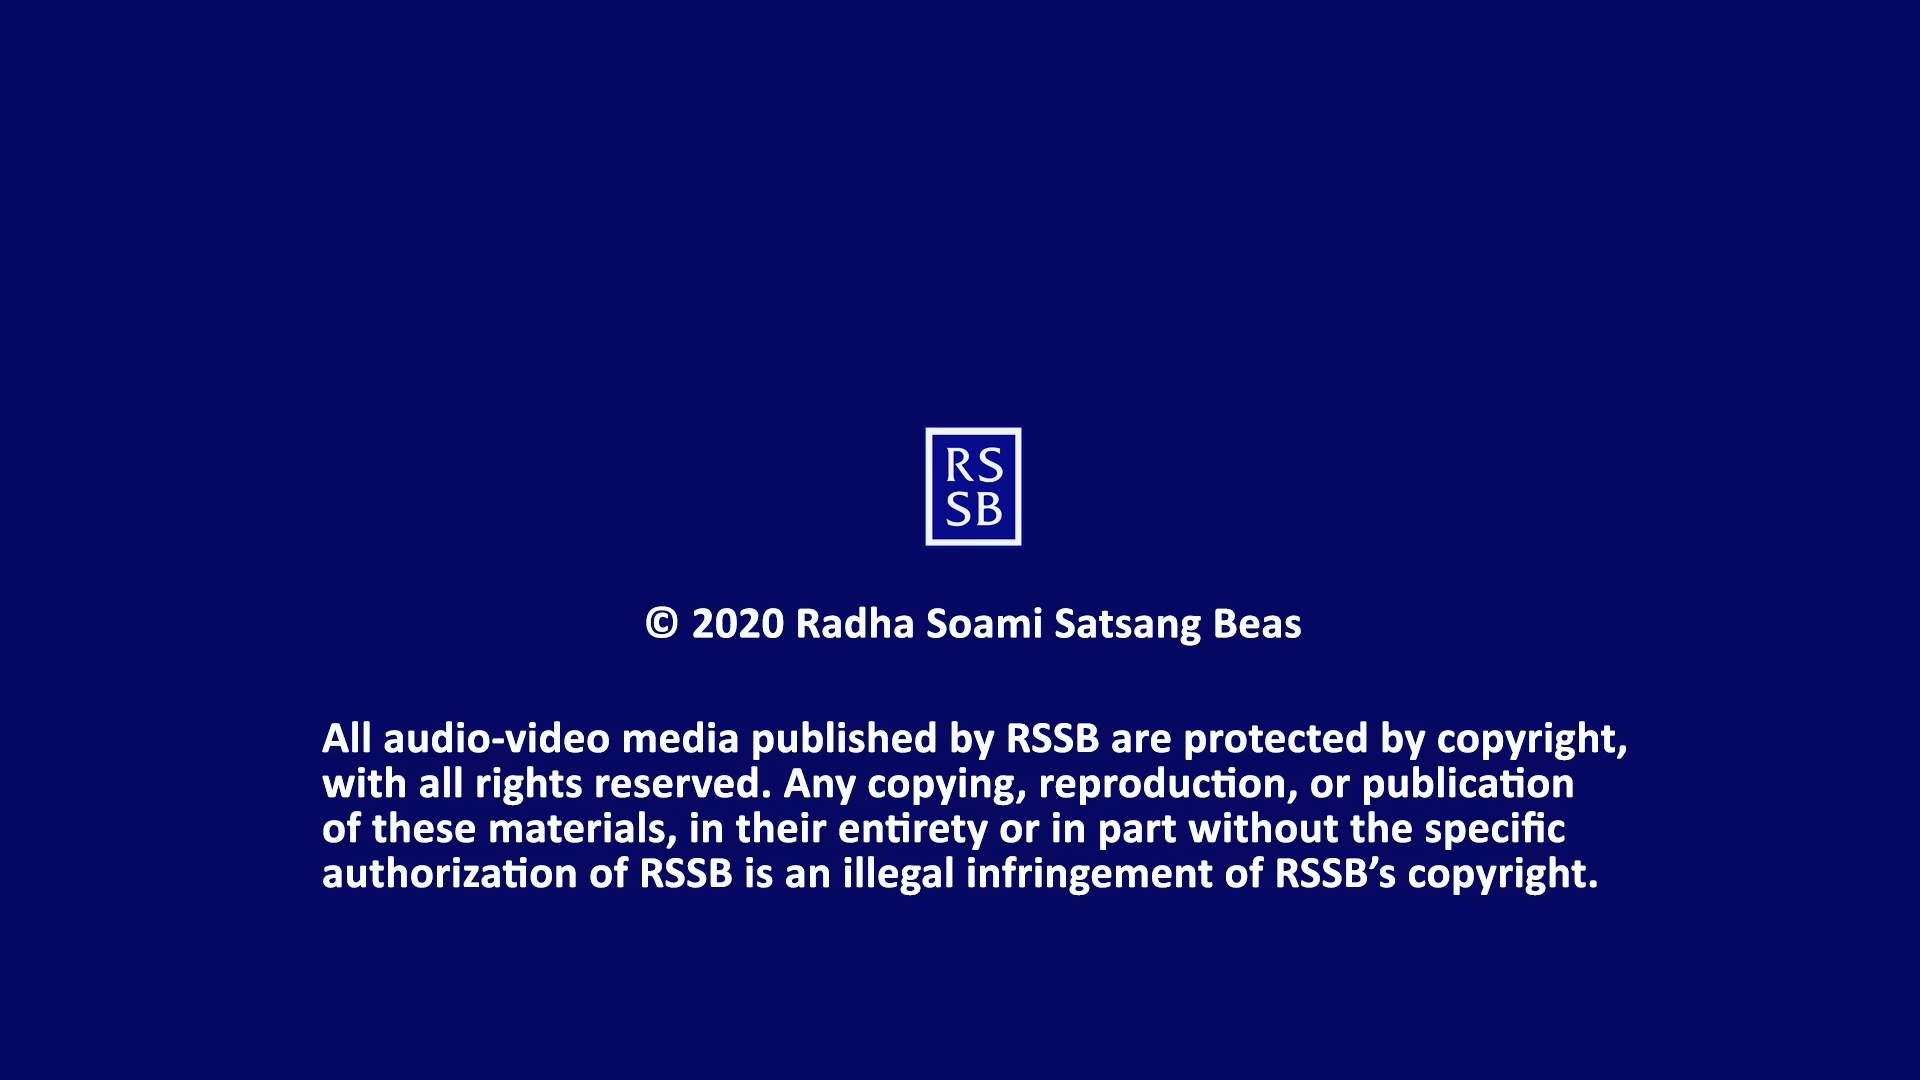 RS
SB
© 2020 Radha Soami Satsang Beas
All audio-video media published by RSSB are protected by copyright,
with all rights reserved. Any copying, reproduction, or publication
of these materials, in their entirety or in part without the specific
authorization of RSSB is an illegal infringement of RSSB’s copyright.